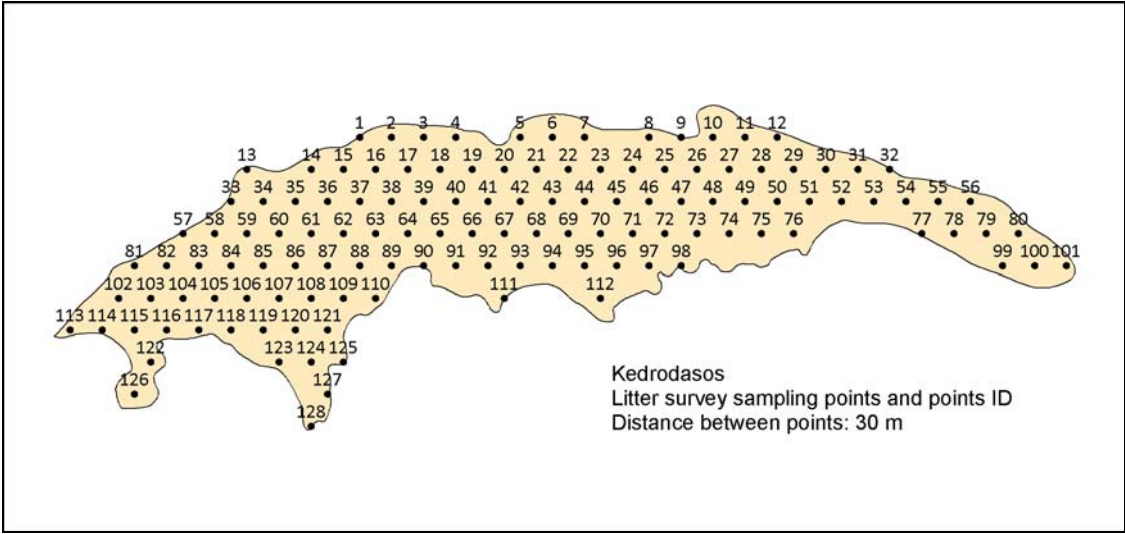 1 2 3 4 5 6 7 8 9 10 11 12
13 14 15 16 17 18 19 20 21 22 23 24 25 26 27 28 29 30 31 32
33 34 35 36 37 38 39 40 41 42 43 44 45 46 47 48 49 50 51 52 53 54 55 56
57 58 59 60 61 62 63 64 65 66 67 68 69 70 71 72 73 74 75 76 77 78 79 80
81 82 83 84 85 86 87 88 89 90 91 92 93 94 95 96 97 98 99 100 101
102 103 104 105 106 107 108 109 110 111 112
113 114 115 116 117 118 119 120 121
122 123 124 125
126 127
128
Kedrodasos
Litter survey sampling points and points ID
Distance between points: 30 m